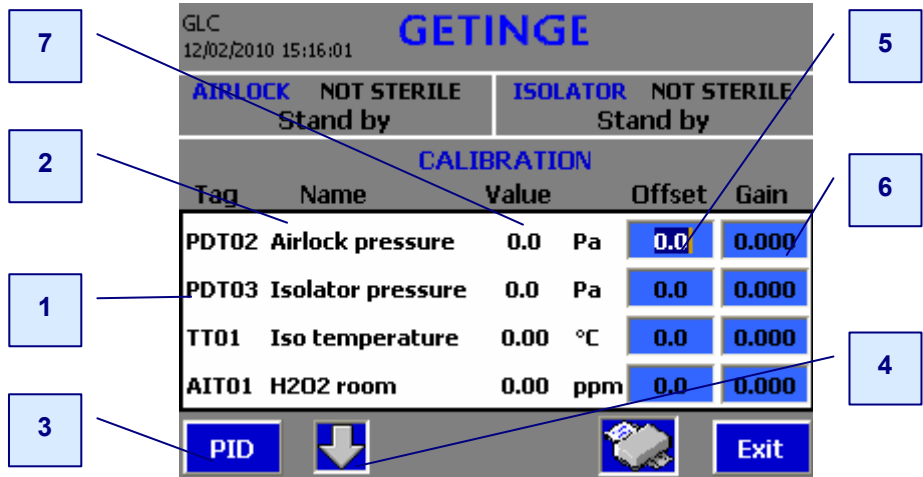 GLC
GETINGE
12/02/2010 15:16:01
AIRLOCK NOT STERILE
Stand by
ISOLATOR NOT STERILE
Stand by
CALIBRATION
Tag Name Value Offset Gain
PDT02 Airlock pressure 0.0 Pa 0.0 0.000
PDT03 Isolator pressure 0.0 Pa 0.0 0.000
TT01 Iso temperature 0.00 °C 0.0 0.000
AIT01 H2O2 room 0.00 ppm 0.0 0.000
PID
Exit
7
2
1
3
5
6
4